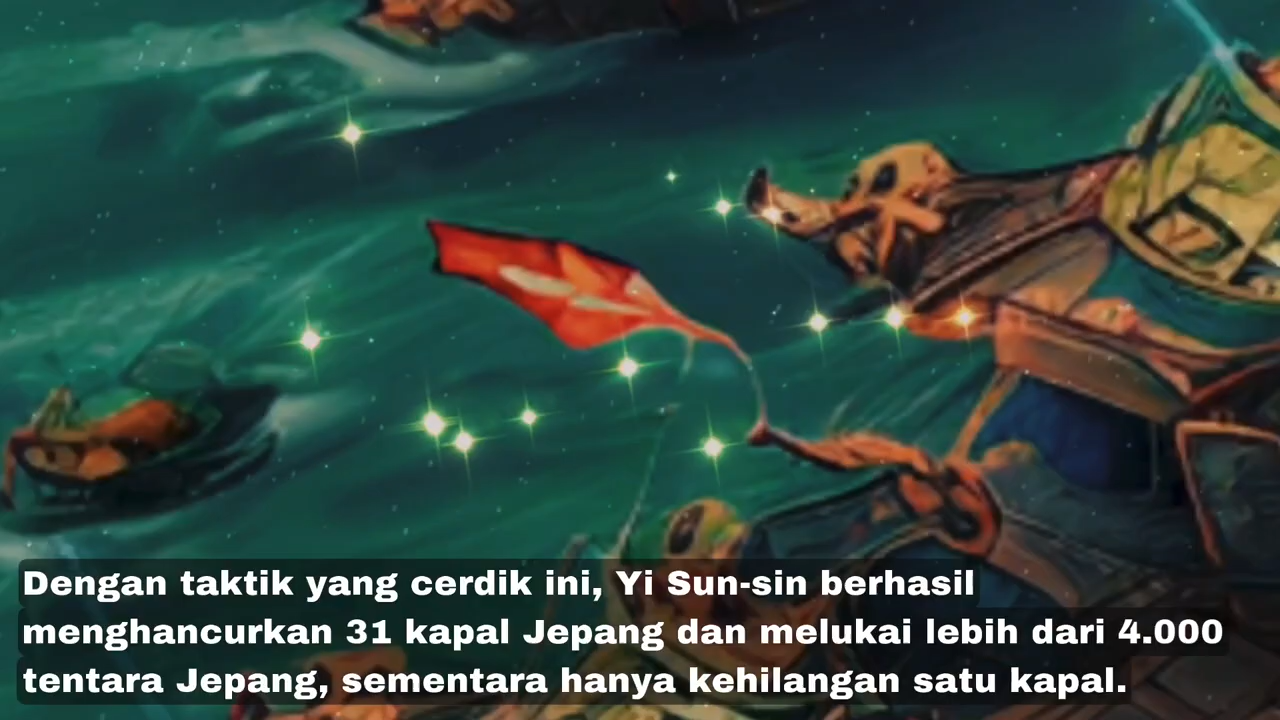 Dengan taktik yang cerdik ini, Yi Sun-sin berhasil
menghancurkan 31 kapal Jepang dan melukai lebih dari 4.000
tentara Jepang, sementara hanya kehilangan satu kapal.